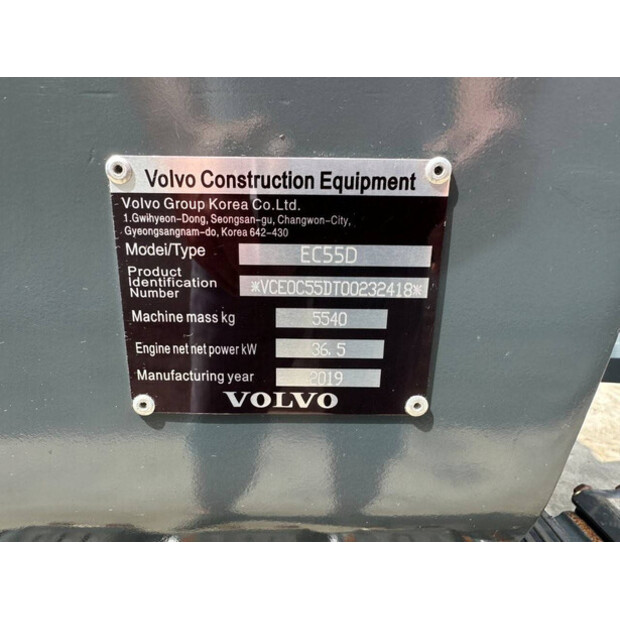 Volvo Construction Equipment
Volvo Group Korea Co.Ltd.
1.Gwihyeon-Dong, Seongsan-gu, Changwon-City,
Gyeongsangnam-do, Korea 642-430
Modei/Type EC55D
Product
Identification
Number *VCE0C55DT00232418*
Machine mass kg 5540
Engine net net power kW 36.5
Manufacturing year 2019
VOLVO